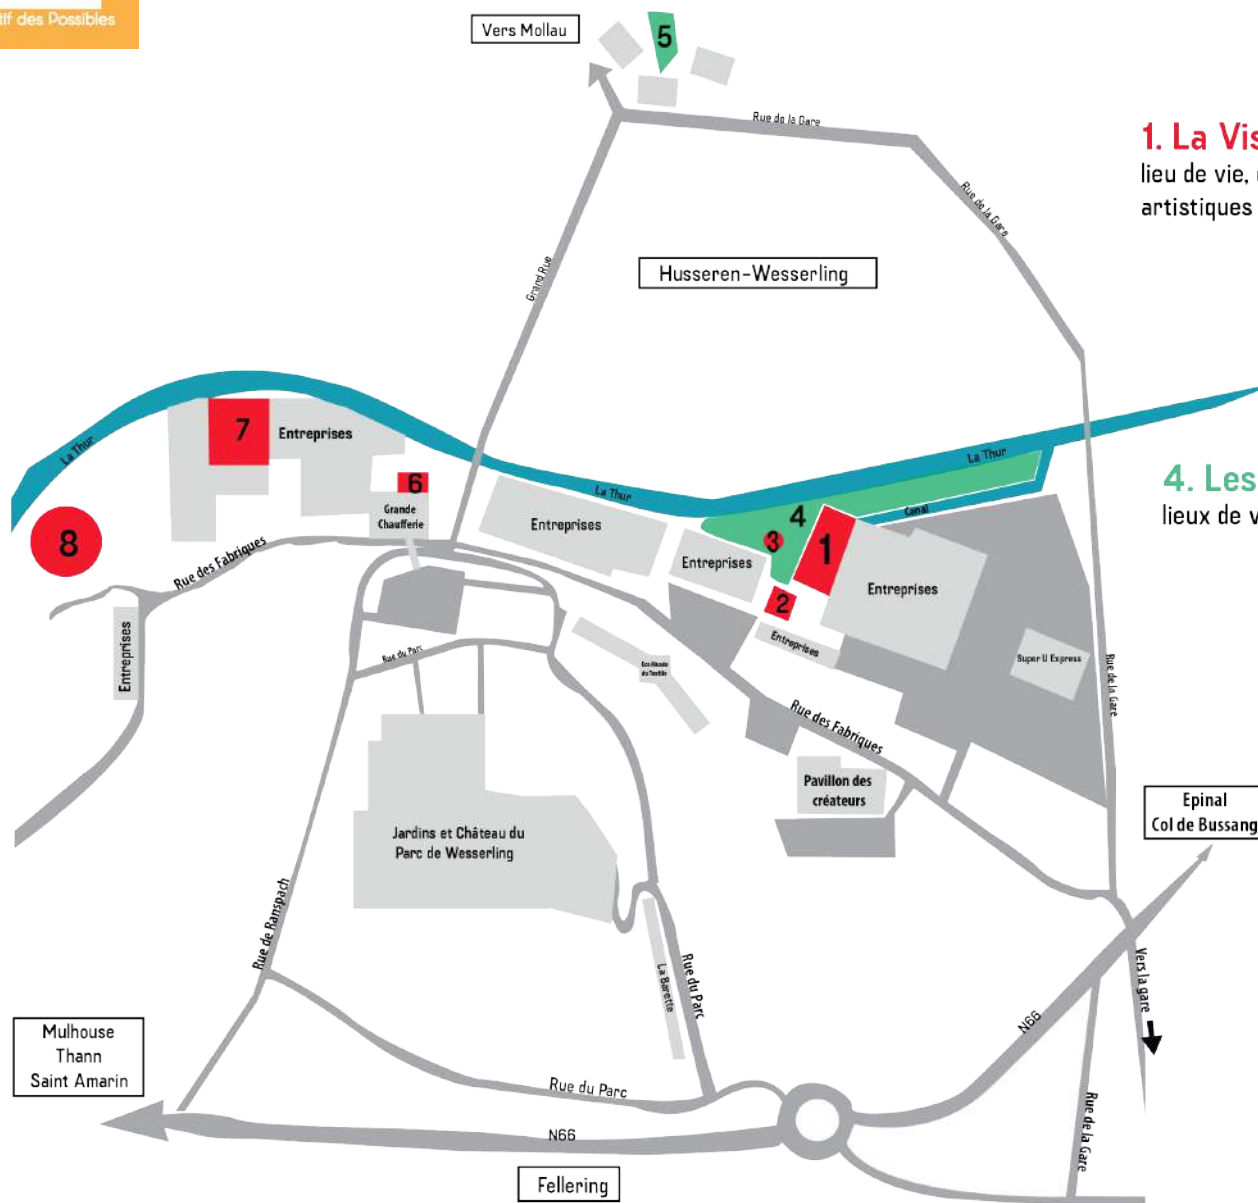 tif des Possibles
Vers Mollau
5
Rue de la Gare
1. La Vis
lieu de vie,
artistiques
Rue de la Gare
Grand Rue
Husseren-Wesserling
7
Entreprises
La Thur
6
Grande
Chaufferie
8
Rue des Fabriques
Entreprises
La Thur
Entreprises
La Thur
4
3
1
Canal
4. Les
lieux de v
Entreprises
2
Entreprises
Entreprises
Super U Express
Rue de la Gare
Rue du Parc
Eco Musée
du Textile
Rue des Fabriques
Pavillon des
créateurs
Epinal
Col de Bussang
Jardins et Château du
Parc de Wesserling
Rue de Ranspach
La Barette
Rue du Parc
Vers la gare
N66
Mulhouse
Thann
Saint Amarin
Rue du Parc
N66
Rue de la Gare
Fellering